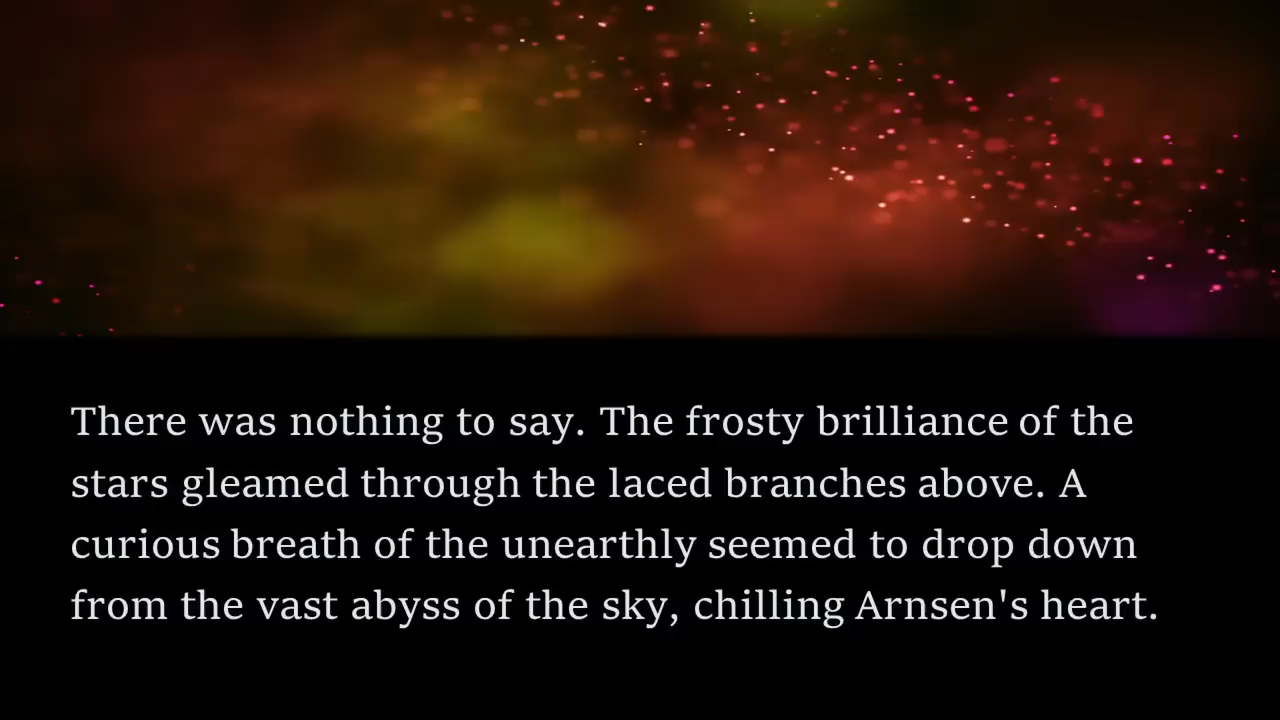 There was nothing to say. The frosty brilliance of the
stars gleamed through the laced branches above. A
curious breath of the unearthly seemed to drop down
from the vast abyss of the sky, chilling Arnsen's heart.